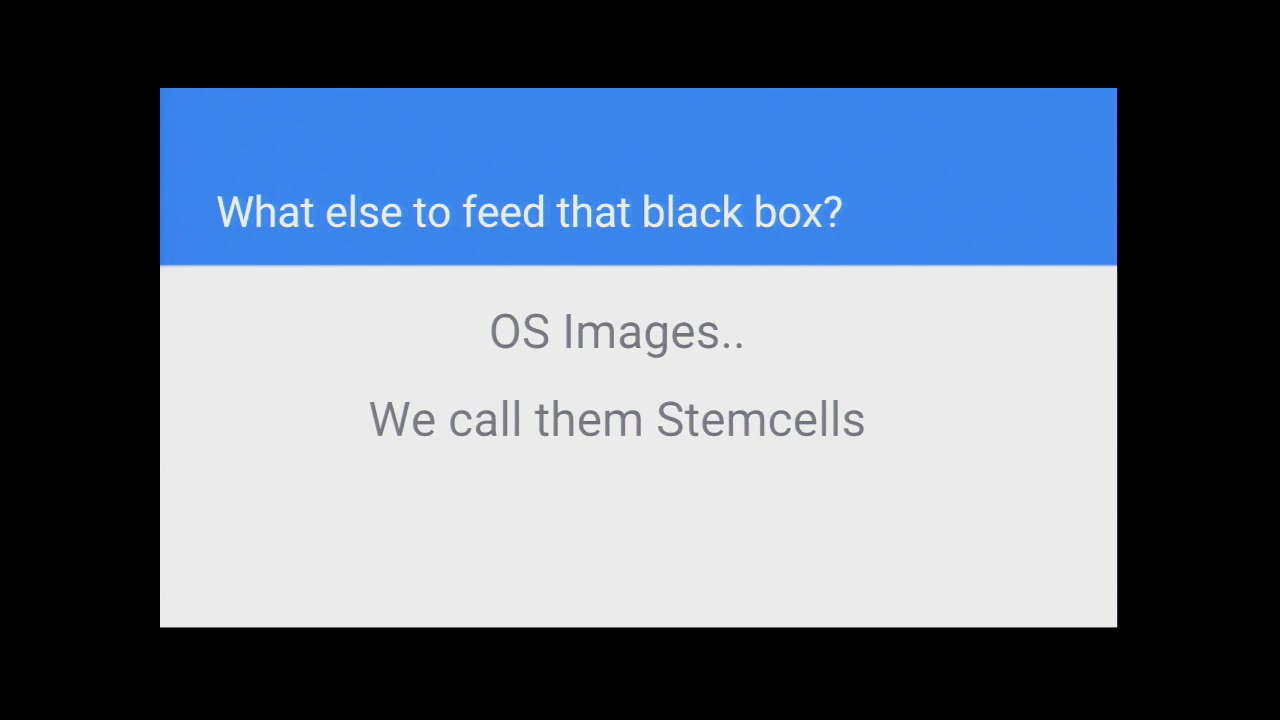 What else to feed that black box?
OS Images..
We call them Stemcells